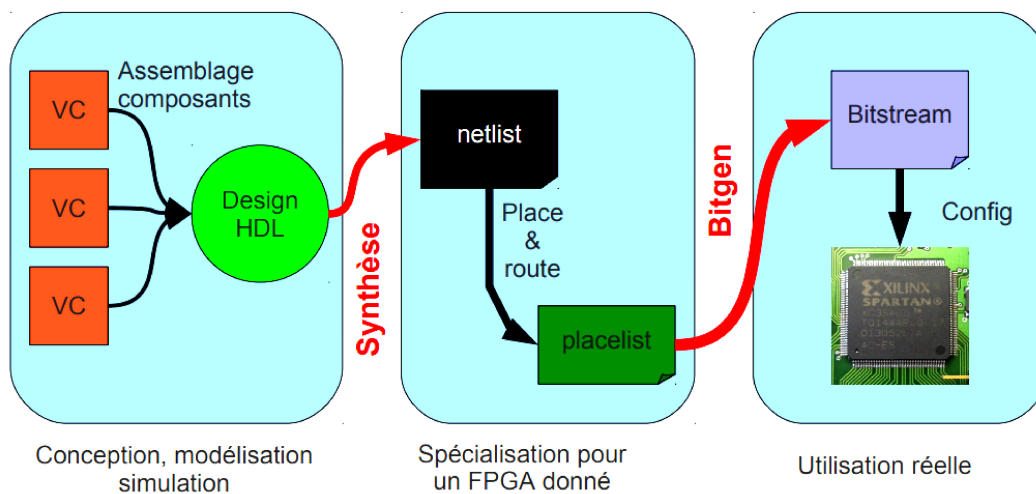 Assemblage
composants
VC
VC
VC
Design
HDL
Synthèse
netlist
Place
&
route
placelist
Bitgen
Bitstream
Config
XILINX
SPARTAN
Conception, modélisation
simulation
Spécialisation pour
un FPGA donné
Utilisation réelle